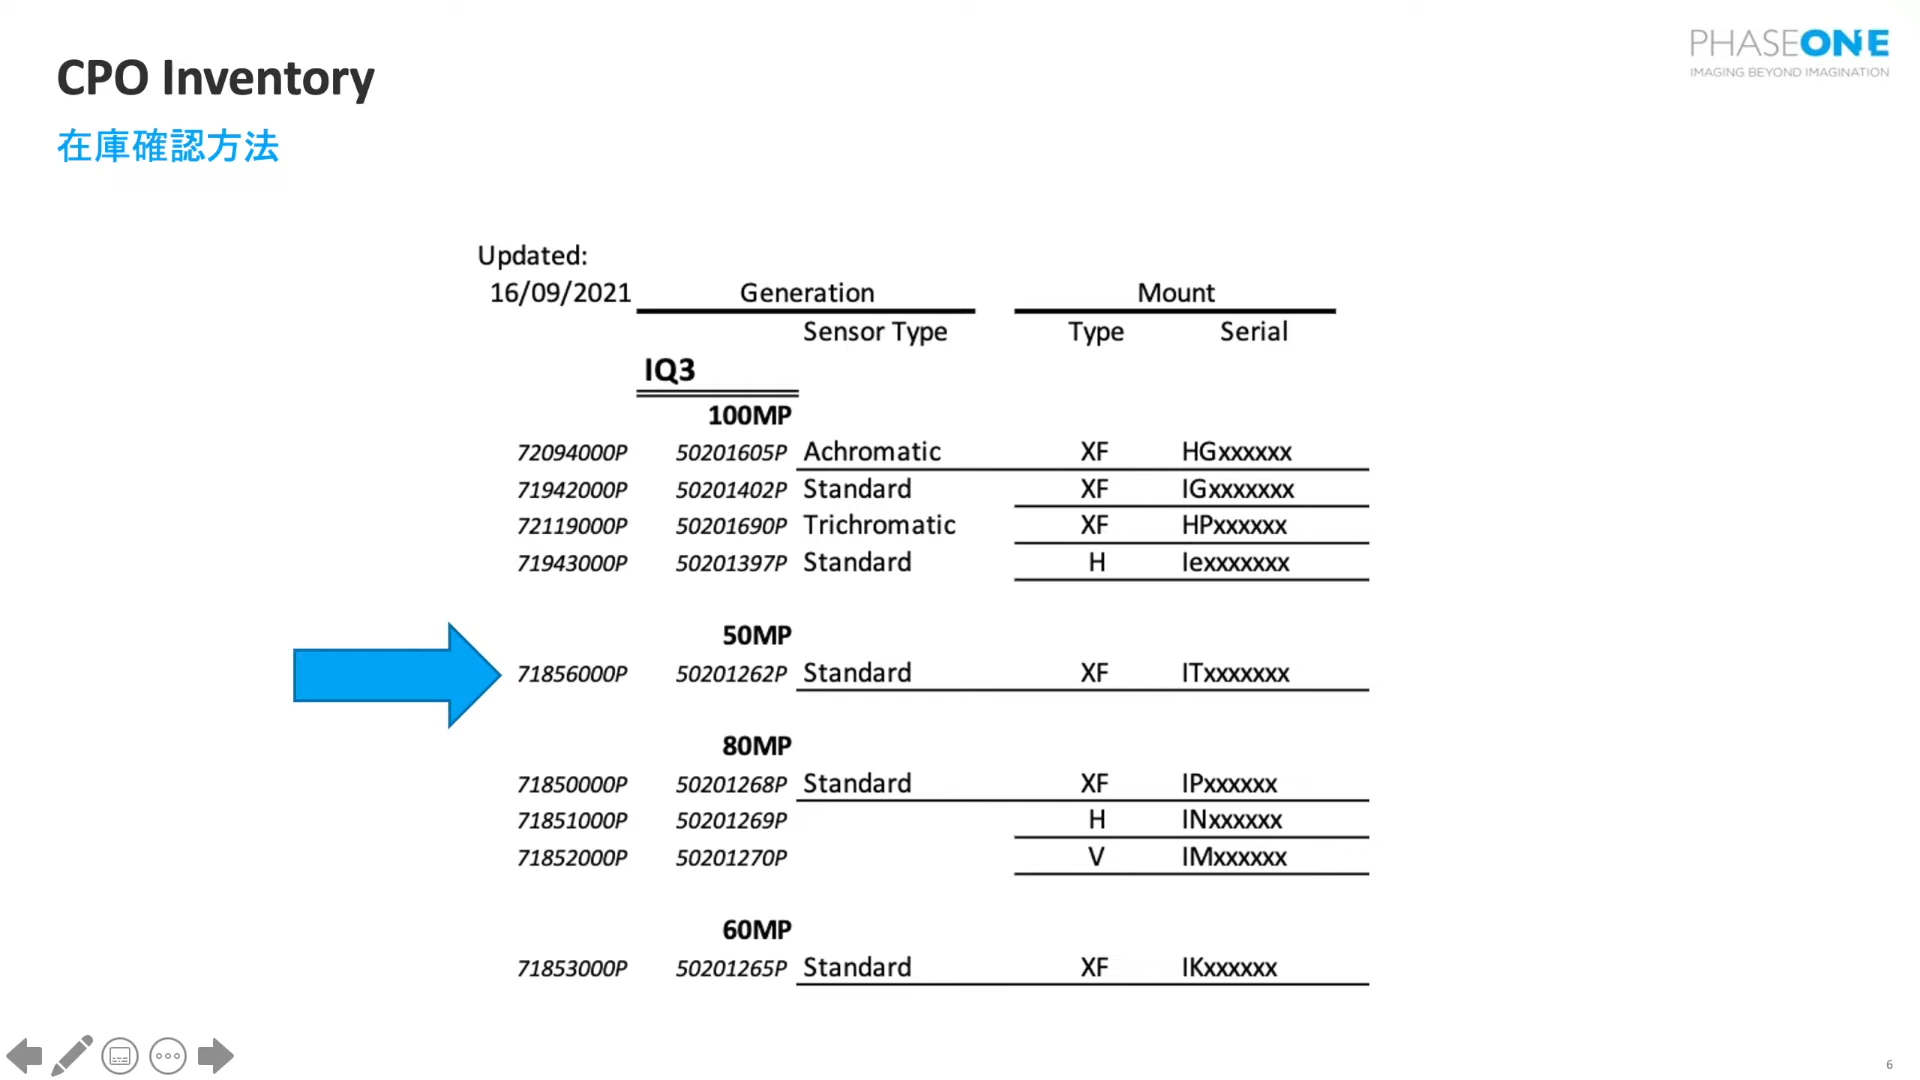 PHASEONE
IMAGING BEYOND IMAGINATION
CPO Inventory
在庫確認方法
Updated:
16/09/2021 Generation Mount
Sensor Type Type Serial
IQ3
100MP
72094000P 50201605P Achromatic XF HGxxxxxx
71942000P 50201402P Standard XF IGxxxxxxx
72119000P 50201690P Trichromatic XF HPxxxxxx
71943000P 50201397P Standard H Iexxxxxxx
50MP
71856000P 50201262P Standard XF ITxxxxxxx
80MP
71850000P 50201268P Standard XF IPxxxxxx
71851000P 50201269P H INxxxxxx
71852000P 50201270P V IMxxxxxx
60MP
71853000P 50201265P Standard XF IKxxxxxx
6